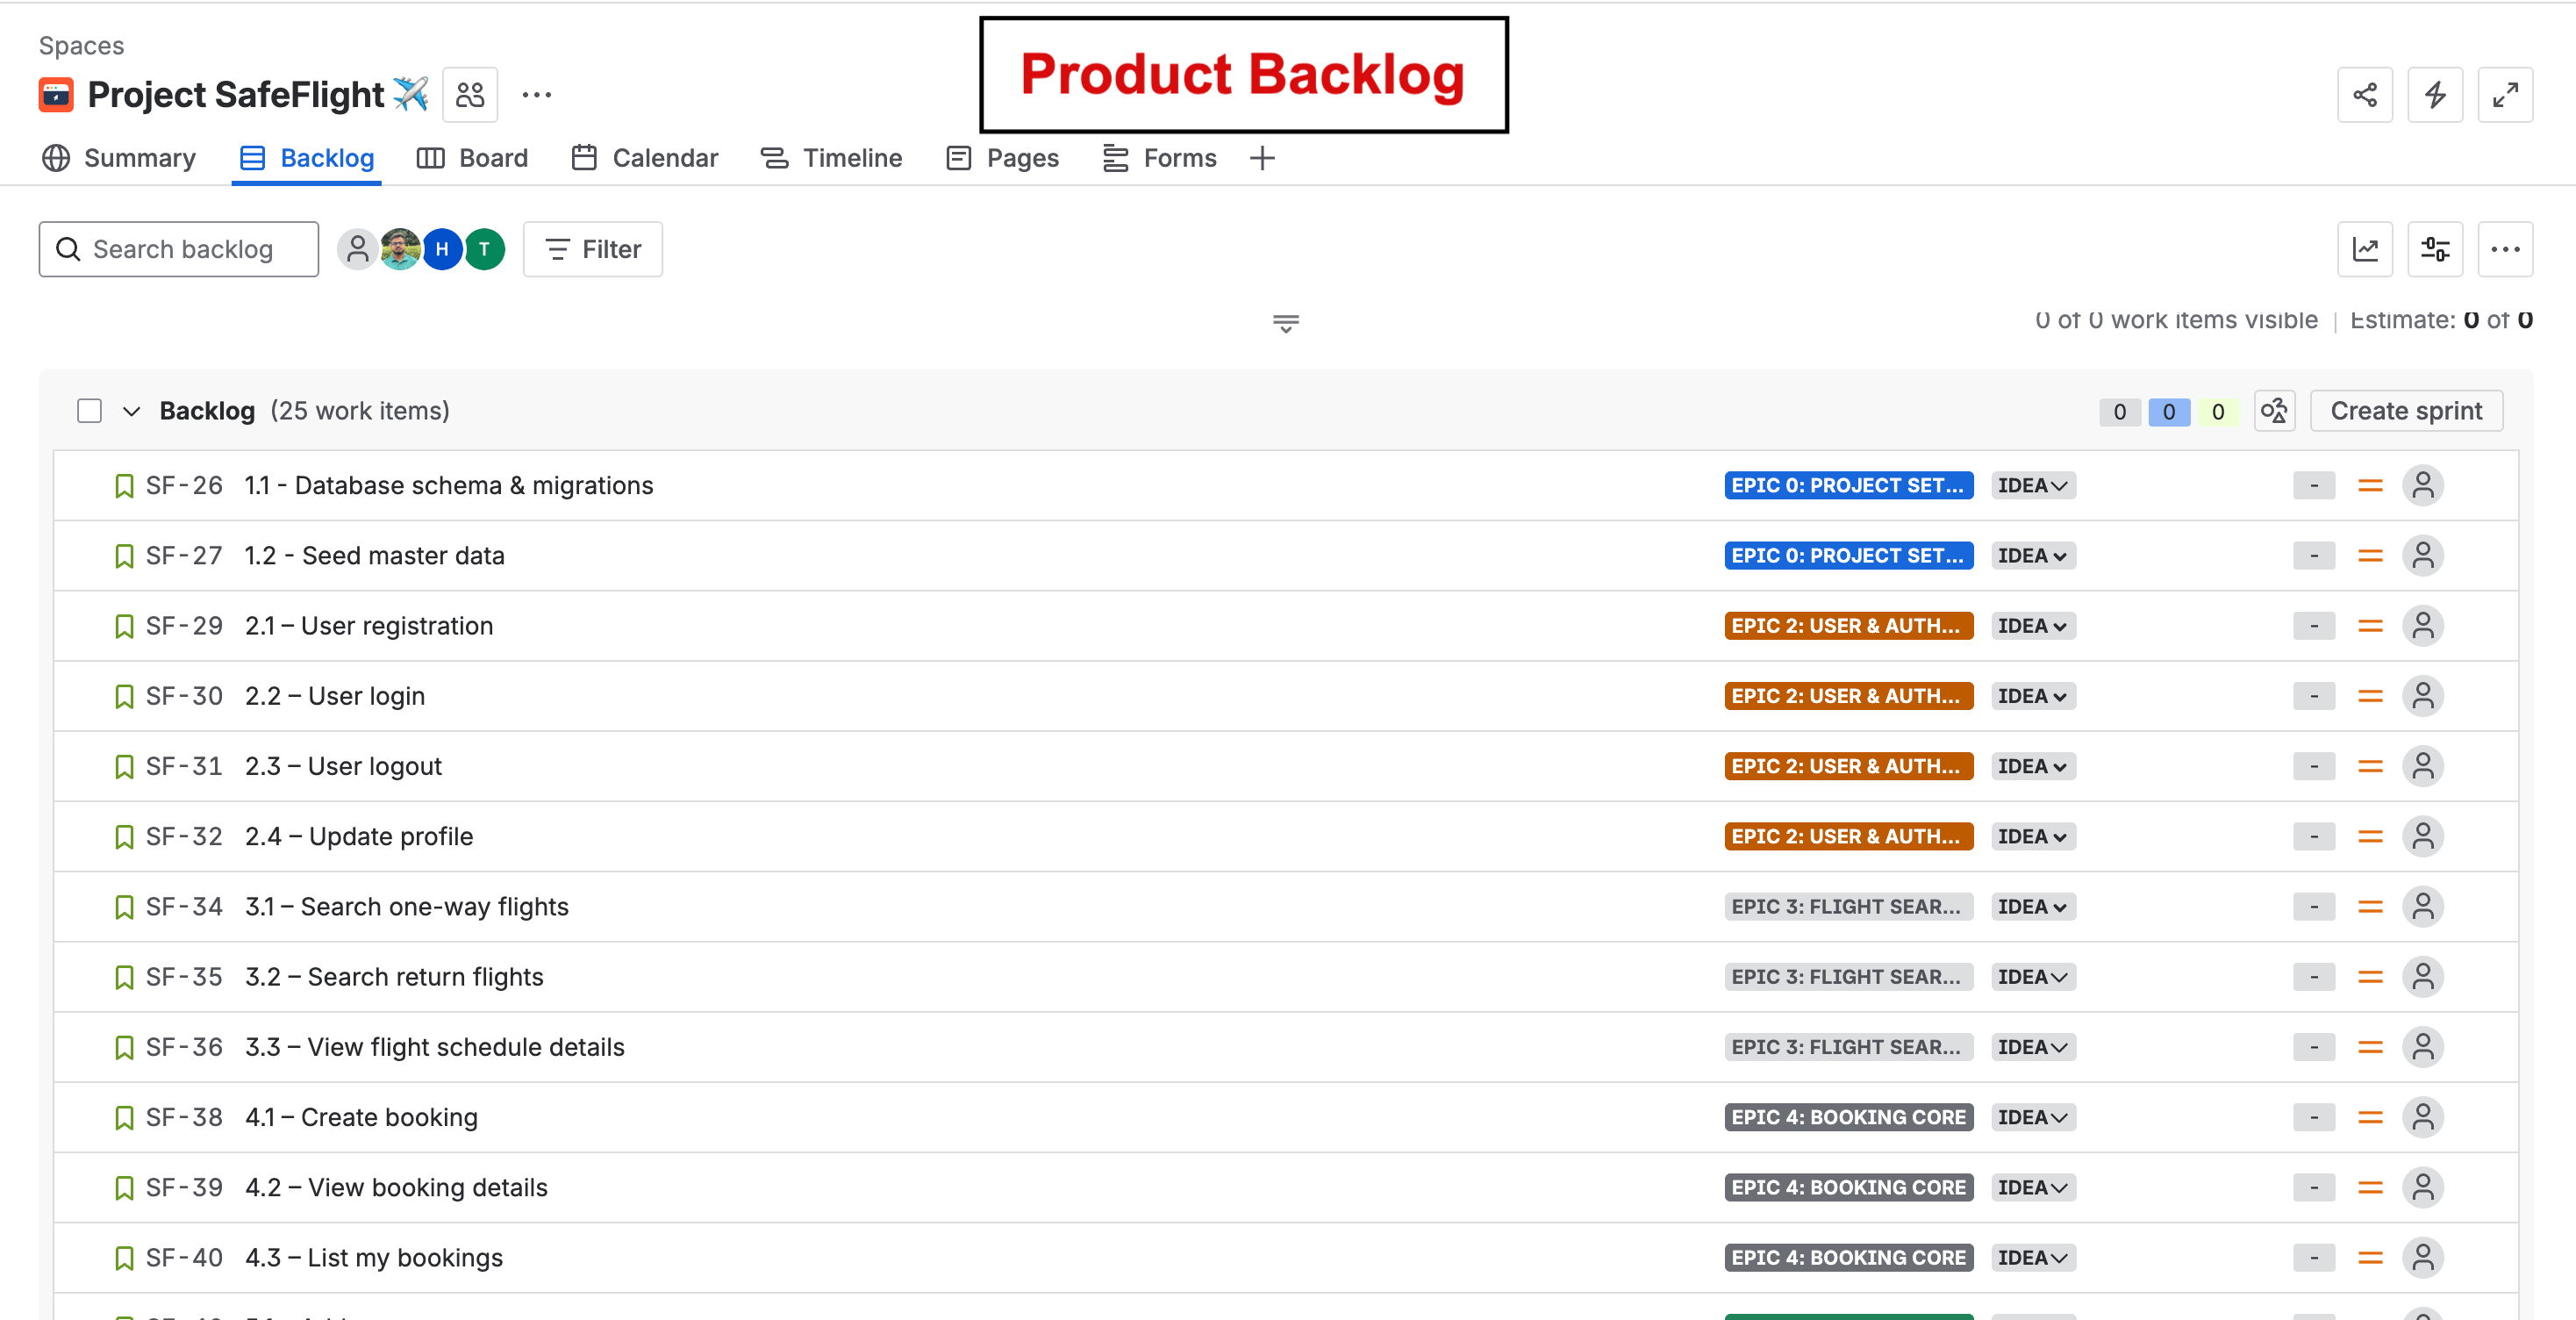 Spaces
Project SafeFlight
Product Backlog
Summary Backlog Board Calendar Timeline Pages Forms
Search backlog H T Filter
0 of 0 work items visible Estimate: 0 of 0
Backlog (25 work items) 0 0 0 Create sprint
SF-26 1.1 - Database schema & migrations EPIC 0: PROJECT SET... IDEA -
SF-27 1.2 - Seed master data EPIC 0: PROJECT SET... IDEA -
SF-29 2.1 – User registration EPIC 2: USER & AUTH... IDEA -
SF-30 2.2 – User login EPIC 2: USER & AUTH... IDEA -
SF-31 2.3 – User logout EPIC 2: USER & AUTH... IDEA -
SF-32 2.4 – Update profile EPIC 2: USER & AUTH... IDEA -
SF-34 3.1 – Search one-way flights EPIC 3: FLIGHT SEAR... IDEA -
SF-35 3.2 – Search return flights EPIC 3: FLIGHT SEAR... IDEA -
SF-36 3.3 – View flight schedule details EPIC 3: FLIGHT SEAR... IDEA -
SF-38 4.1 – Create booking EPIC 4: BOOKING CORE IDEA -
SF-39 4.2 – View booking details EPIC 4: BOOKING CORE IDEA -
SF-40 4.3 – List my bookings EPIC 4: BOOKING CORE IDEA -